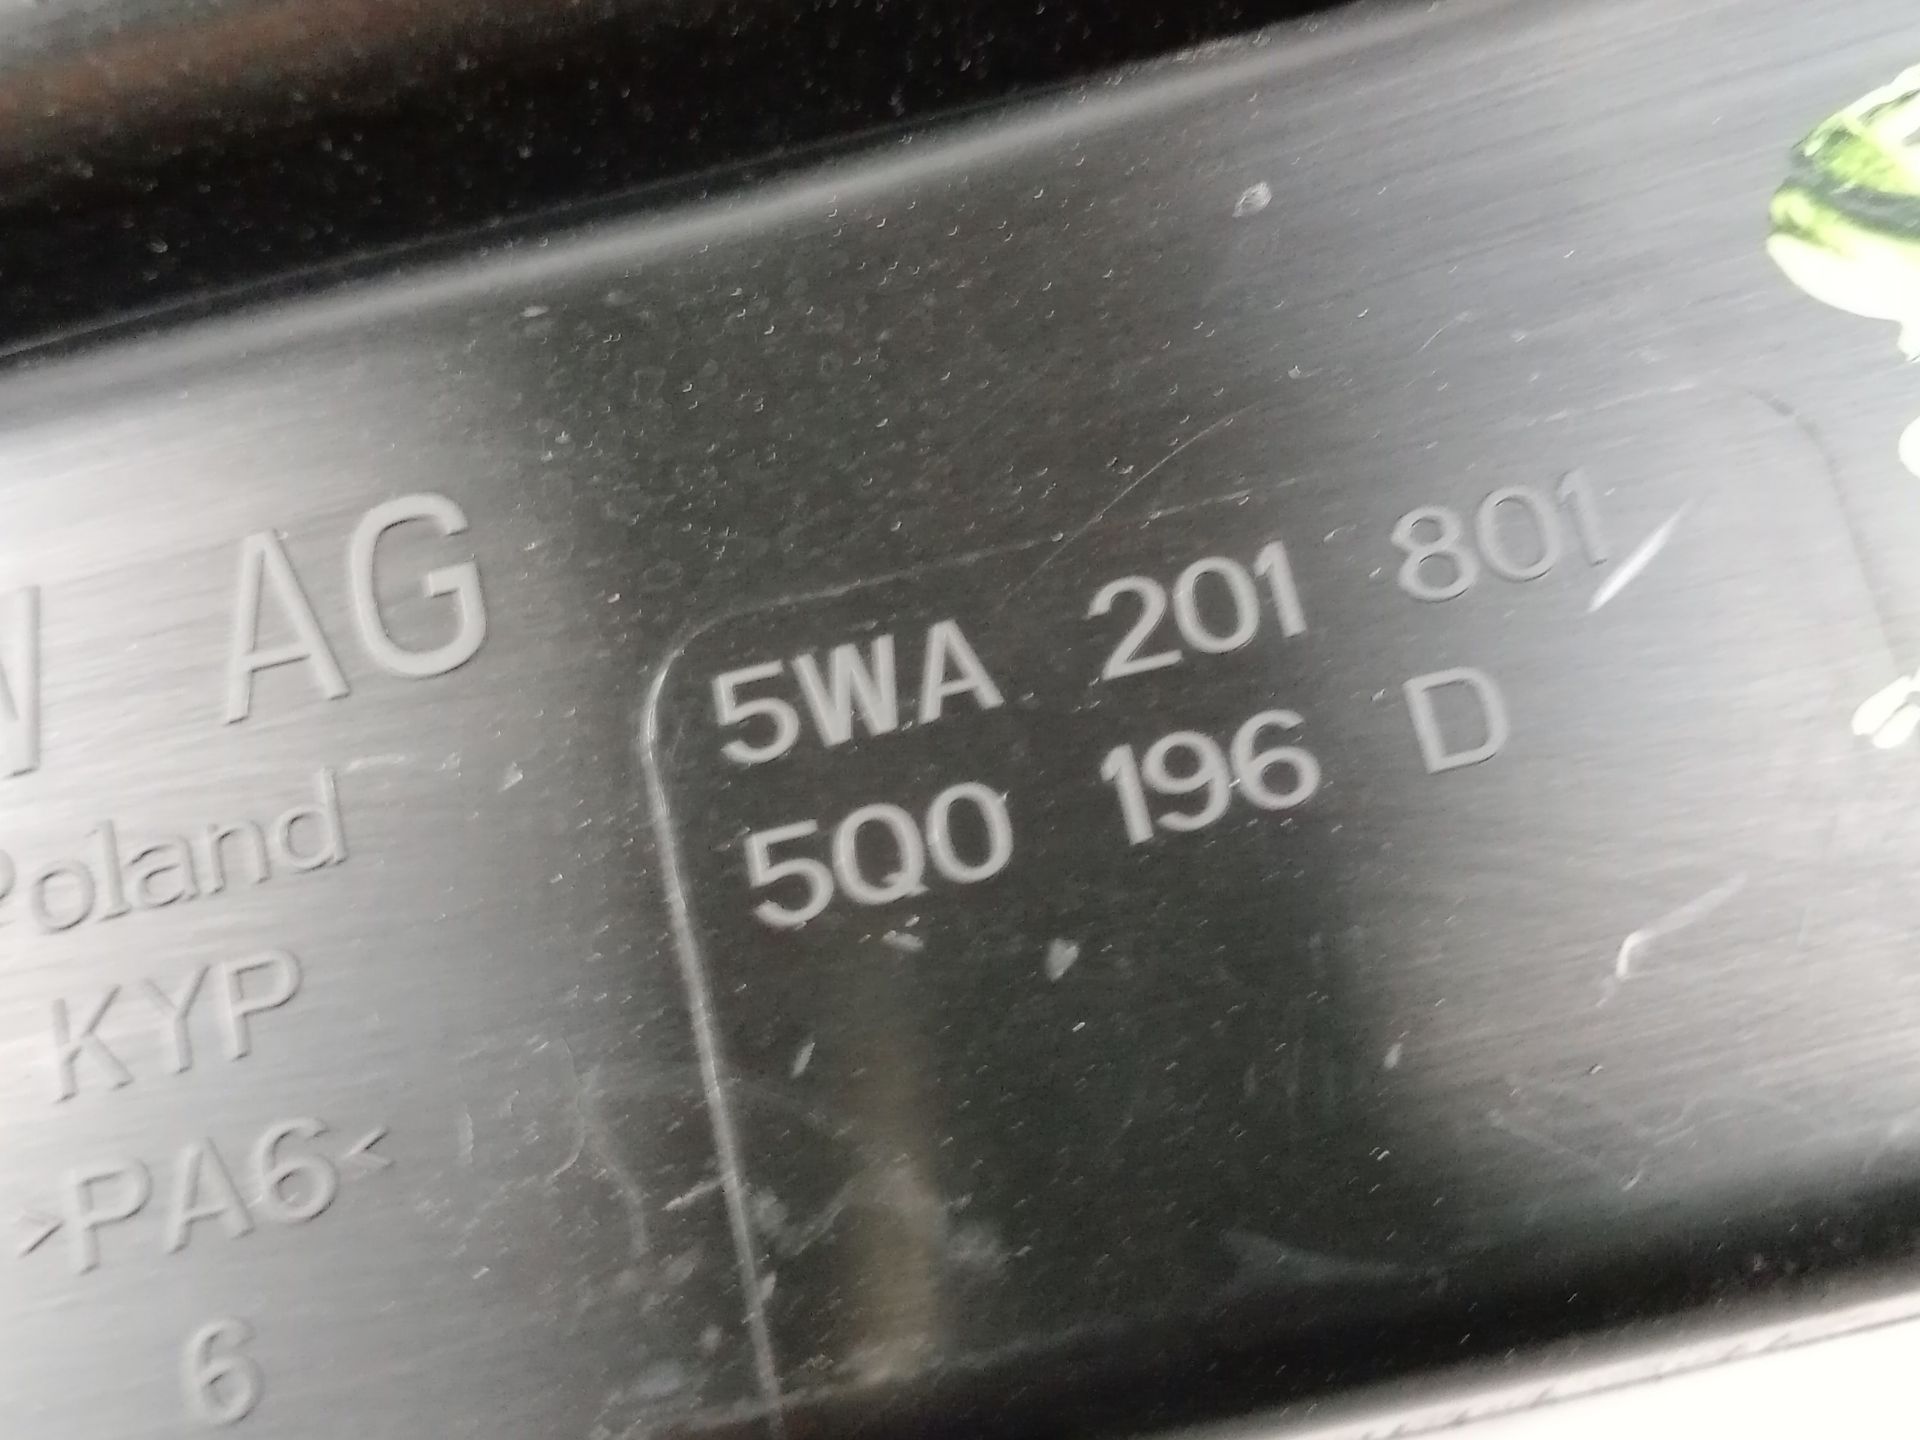 AG
5WA 201 801
5Q0 196 D
Poland
KYP
>PA6<
6